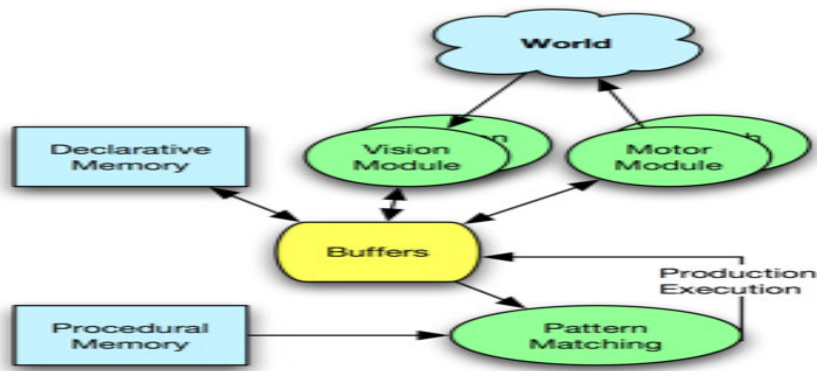 World
Declarative
Memory
Vision
Module
Motor
Module
Buffers
Production
Execution
Procedural
Memory
Pattern
Matching